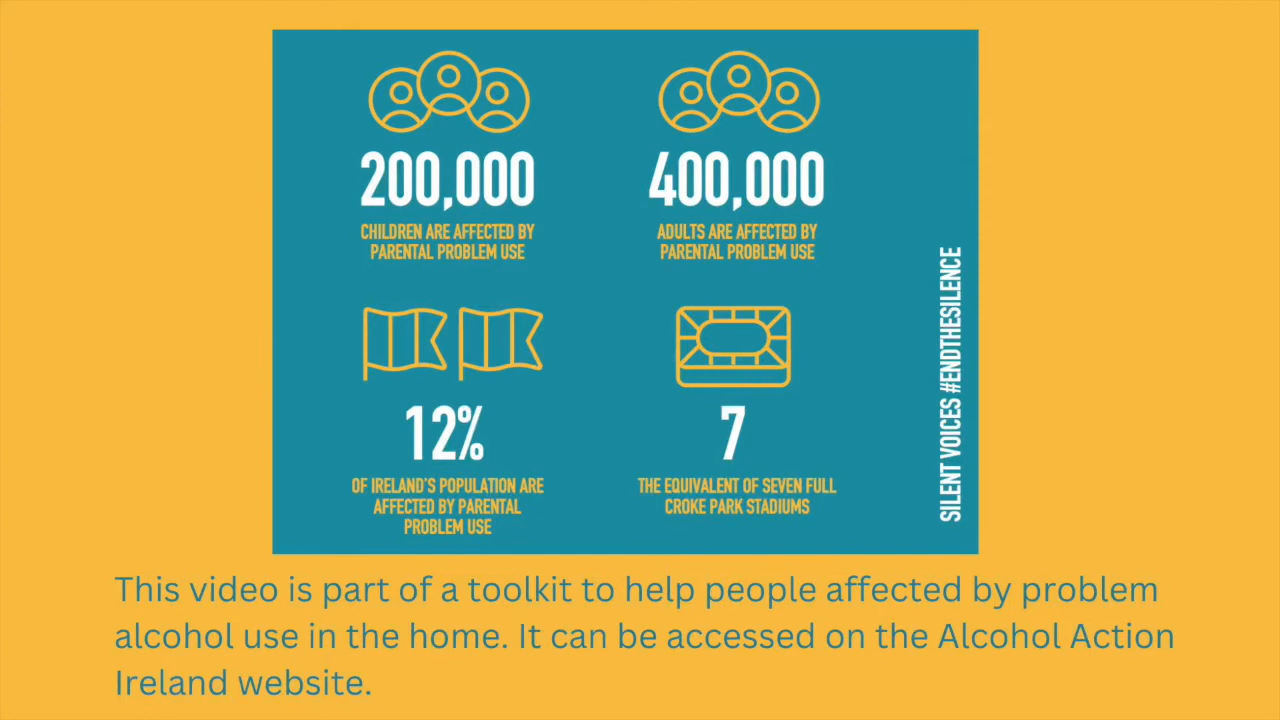 200,000
CHILDREN ARE AFFECTED BY
PARENTAL PROBLEM USE
400,000
ADULTS ARE AFFECTED BY
PARENTAL PROBLEM USE
12%
OF IRELAND'S POPULATION ARE
AFFECTED BY PARENTAL
PROBLEM USE
7
THE EQUIVALENT OF SEVEN FULL
CROKE PARK STADIUMS
SILENT VOICES #ENDTHESILENCE
This video is part of a toolkit to help people affected by problem
alcohol use in the home. It can be accessed on the Alcohol Action
Ireland website.